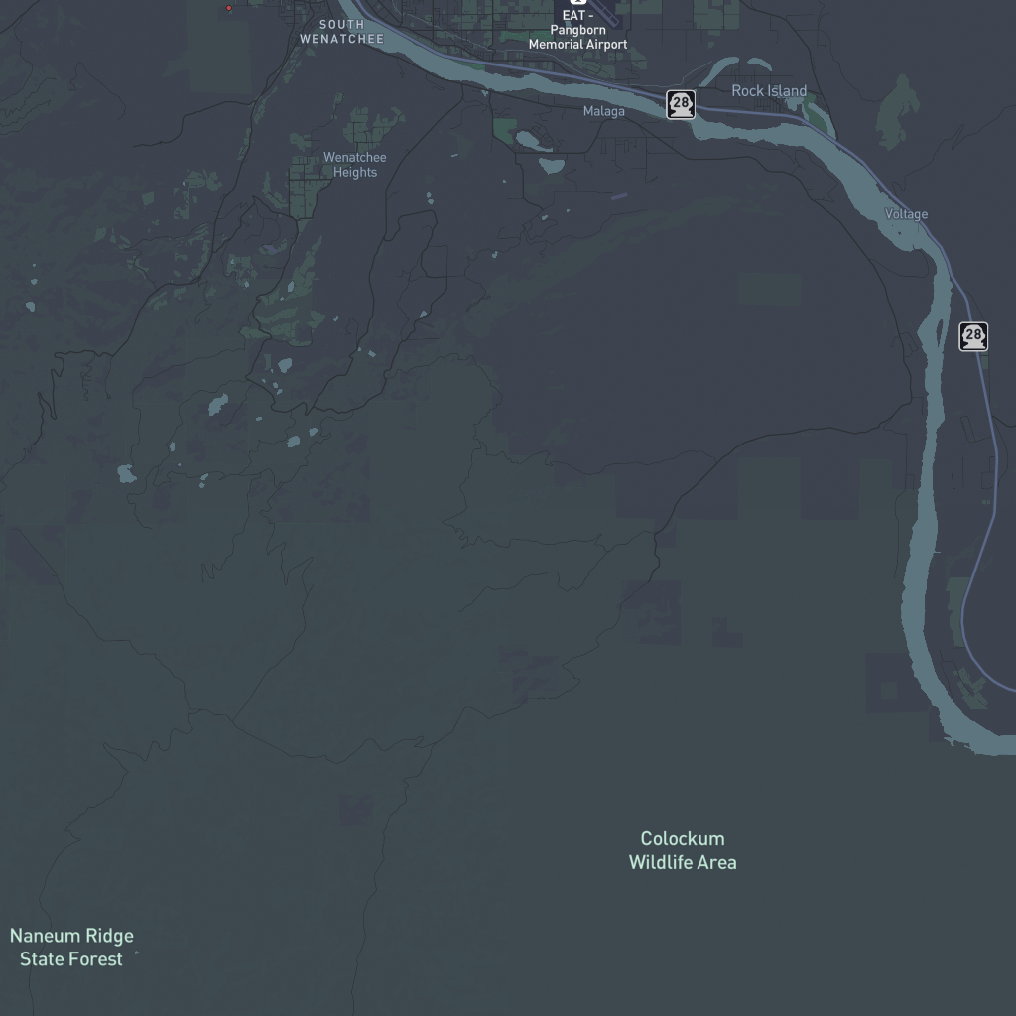 SOUTH
WENATCHEE
EAT -
Pangborn
Memorial Airport
Rock Island
28
Malaga
Wenatchee
Heights
Voltage
28
Colockum
Wildlife Area
Naneum Ridge
State Forest